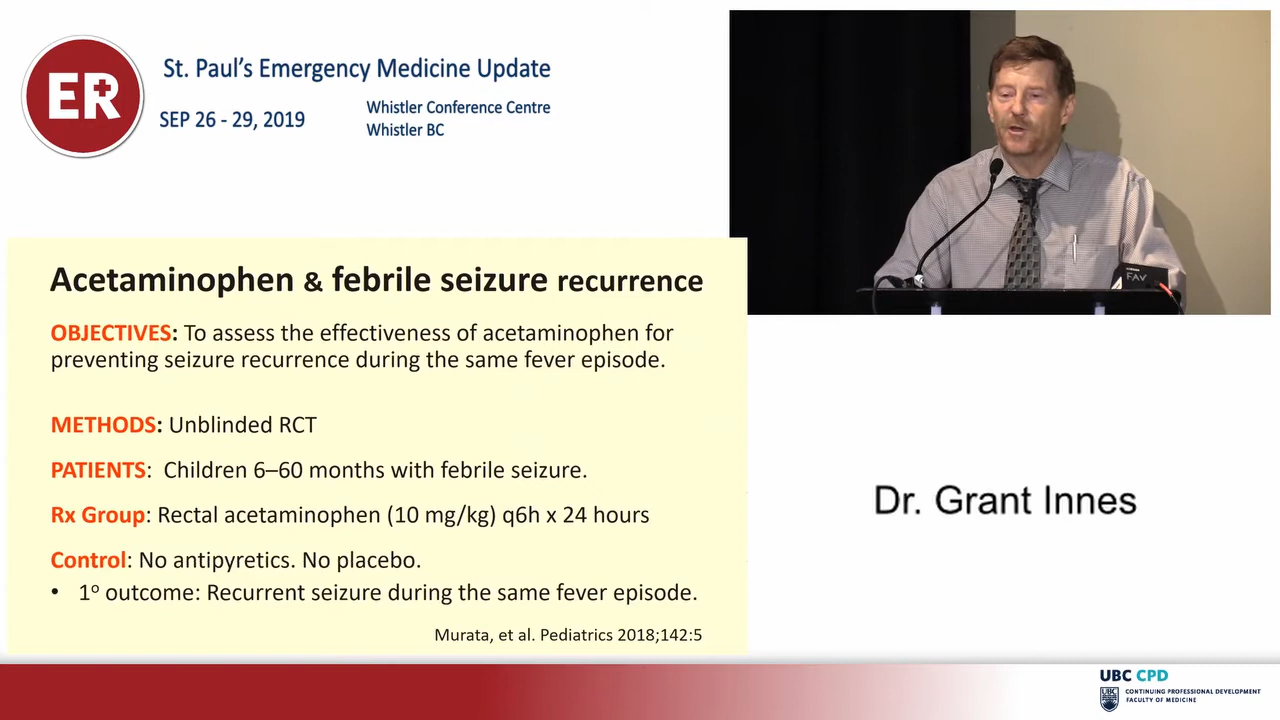 ER
St. Paul's Emergency Medicine Update
SEP 26 - 29, 2019
Whistler Conference Centre
Whistler BC
Acetaminophen & febrile seizure recurrence
OBJECTIVES: To assess the effectiveness of acetaminophen for
preventing seizure recurrence during the same fever episode.
METHODS: Unblinded RCT
PATIENTS: Children 6–60 months with febrile seizure.
Rx Group: Rectal acetaminophen (10 mg/kg) q6h x 24 hours
Control: No antipyretics. No placebo.
• 1º outcome: Recurrent seizure during the same fever episode.
Murata, et al. Pediatrics 2018;142:5
FAV
Dr. Grant Innes
UBC CPD
CONTINUING PROFESSIONAL DEVELOPMENT
FACULTY OF MEDICINE